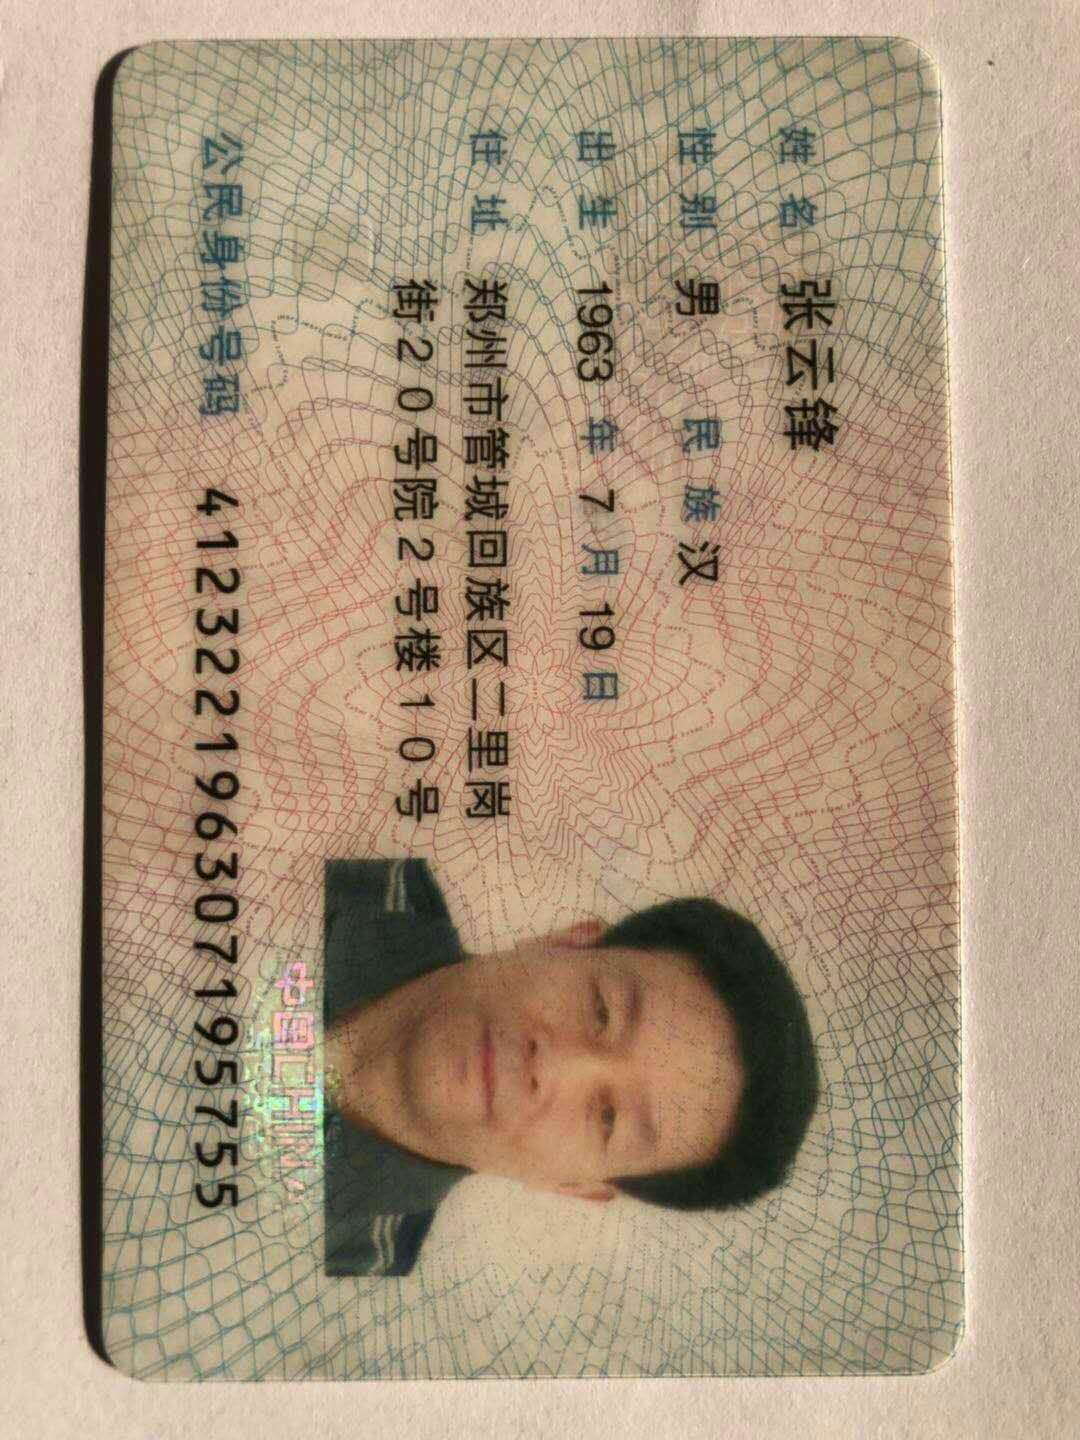 姓名 张云锋
性别 男 民族 汉
出生 1963 年 7 月 19 日
住址 郑州市管城回族区二里岗
街20号院2号楼10号
公民身份号码 412322196307195755
中国CHINA